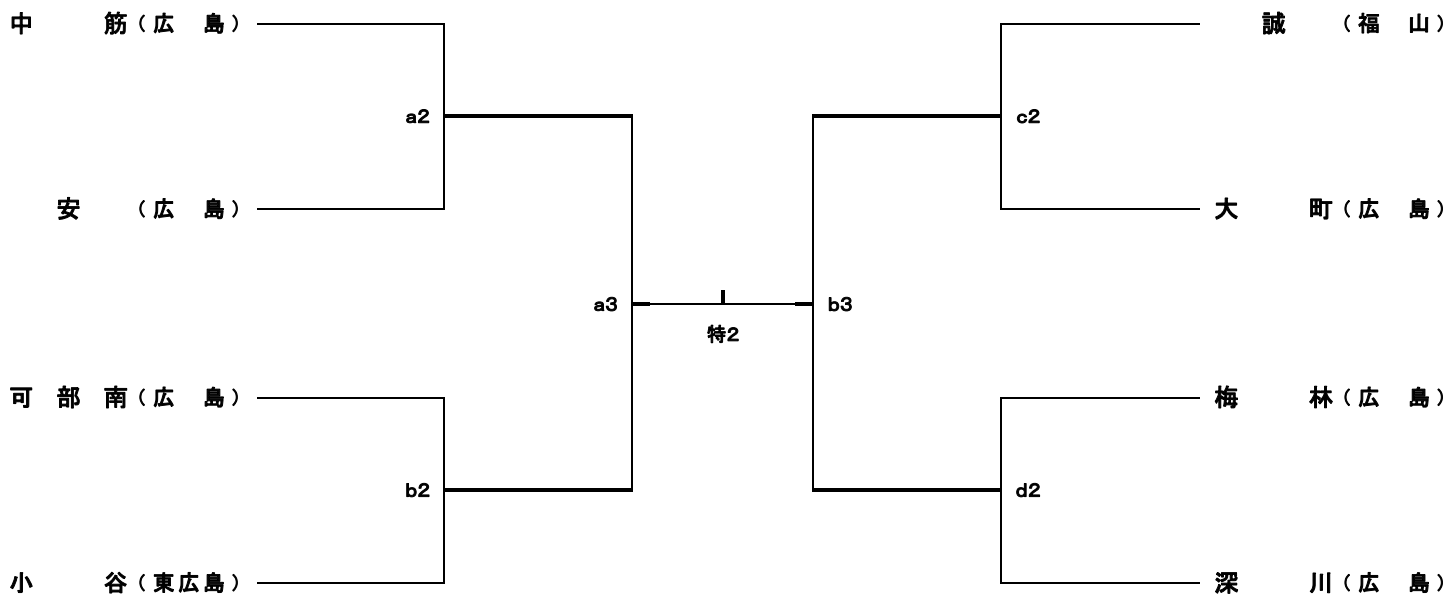 中　筋（広　島）
誠　（福　山）
a2
c2
安　（広　島）
大　町（広　島）
a3
b3
特2
可部南（広　島）
梅　林（広　島）
b2
d2
小　谷（東広島）
深　川（広　島）